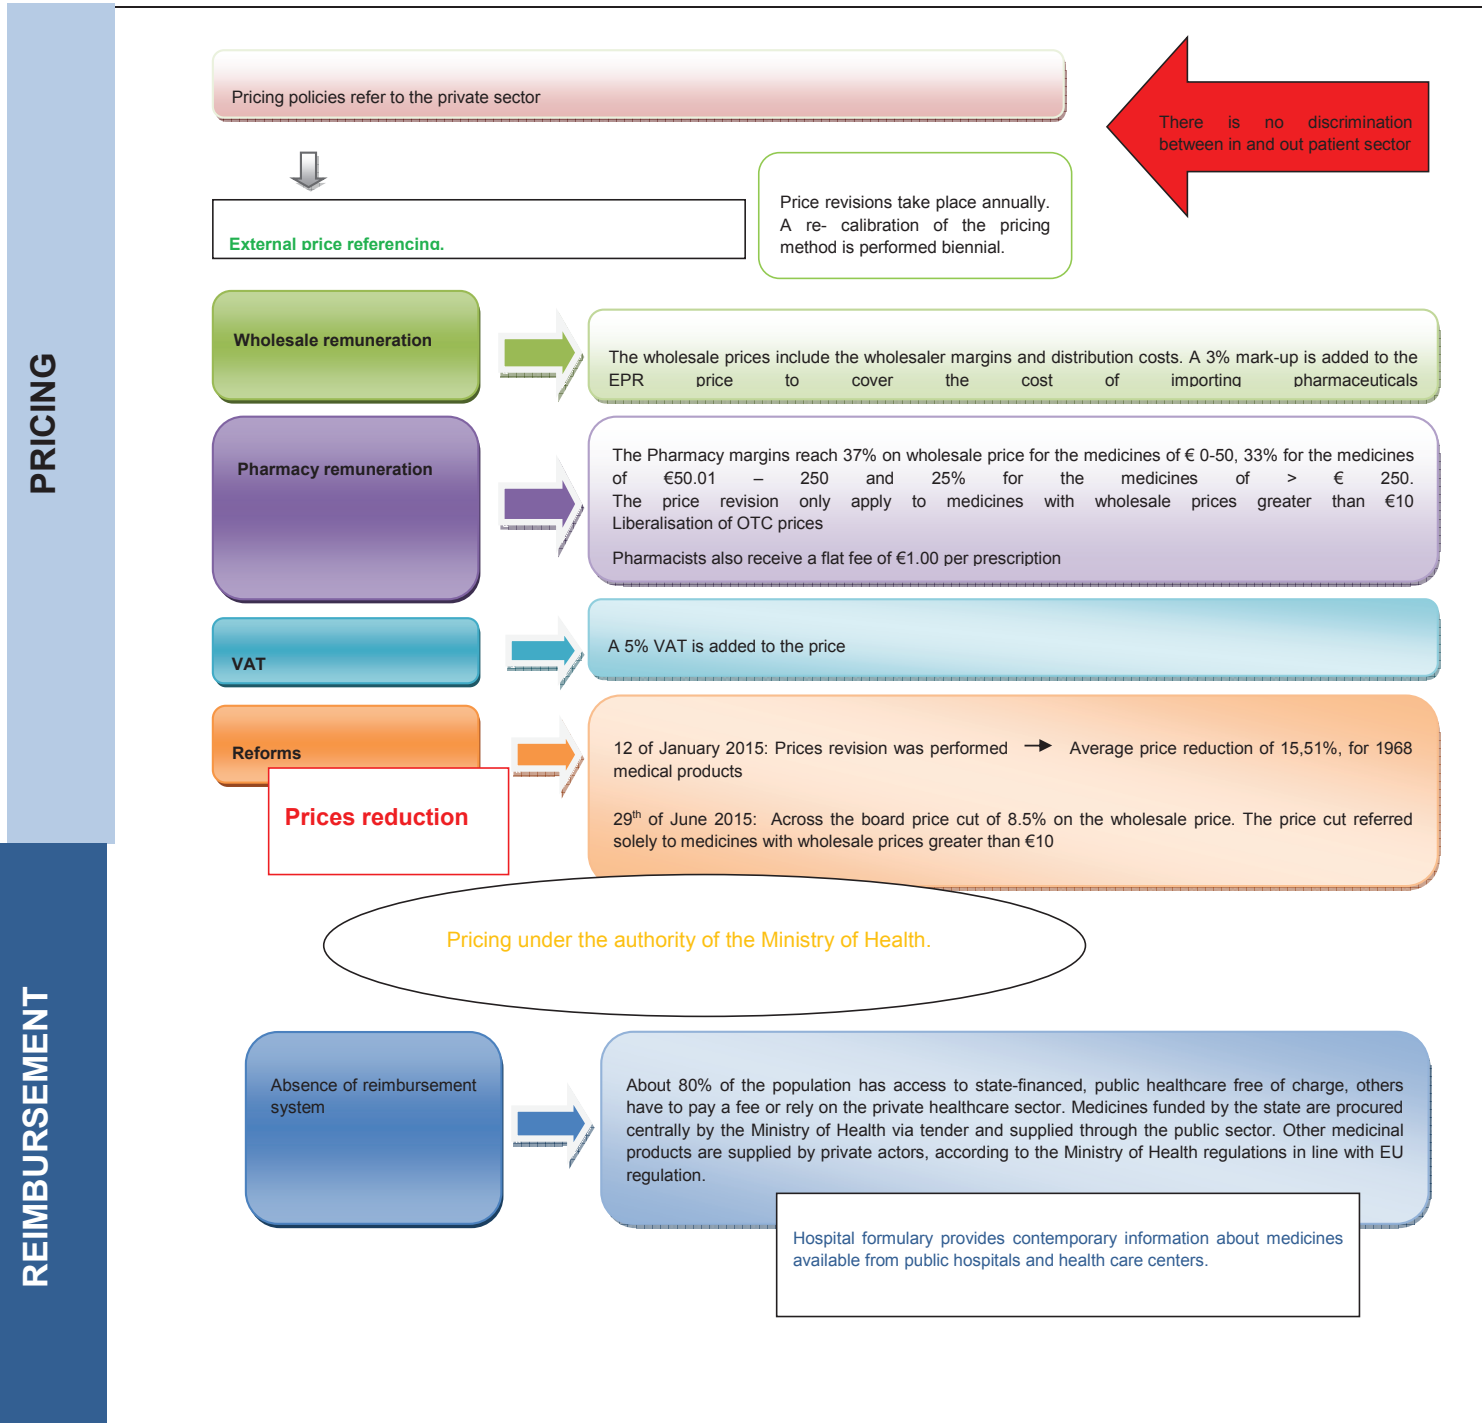 PRICING
Pricing policies refer to the private sector
There is no discrimination
between in and out patient sector
Price revisions take place annually.
A re- calibration of the pricing
method is performed biennial.
External price referencing.
Wholesale remuneration
The wholesale prices include the wholesaler margins and distribution costs. A 3% mark-up is added to the
EPR price to cover the cost of importing pharmaceuticals
Pharmacy remuneration
The Pharmacy margins reach 37% on wholesale price for the medicines of € 0-50, 33% for the medicines
of €50.01 – 250 and 25% for the medicines of > € 250.
The price revision only apply to medicines with wholesale prices greater than €10
Liberalisation of OTC prices
Pharmacists also receive a flat fee of €1.00 per prescription
VAT
A 5% VAT is added to the price
Reforms
Prices reduction
12 of January 2015: Prices revision was performed → Average price reduction of 15,51%, for 1968
medical products
29th of June 2015: Across the board price cut of 8.5% on the wholesale price. The price cut referred
solely to medicines with wholesale prices greater than €10
Pricing under the authority of the Ministry of Health.
REIMBURSEMENT
Absence of reimbursement
system
About 80% of the population has access to state-financed, public healthcare free of charge, others
have to pay a fee or rely on the private healthcare sector. Medicines funded by the state are procured
centrally by the Ministry of Health via tender and supplied through the public sector. Other medicinal
products are supplied by private actors, according to the Ministry of Health regulations in line with EU
regulation.
Hospital formulary provides contemporary information about medicines
available from public hospitals and health care centers.